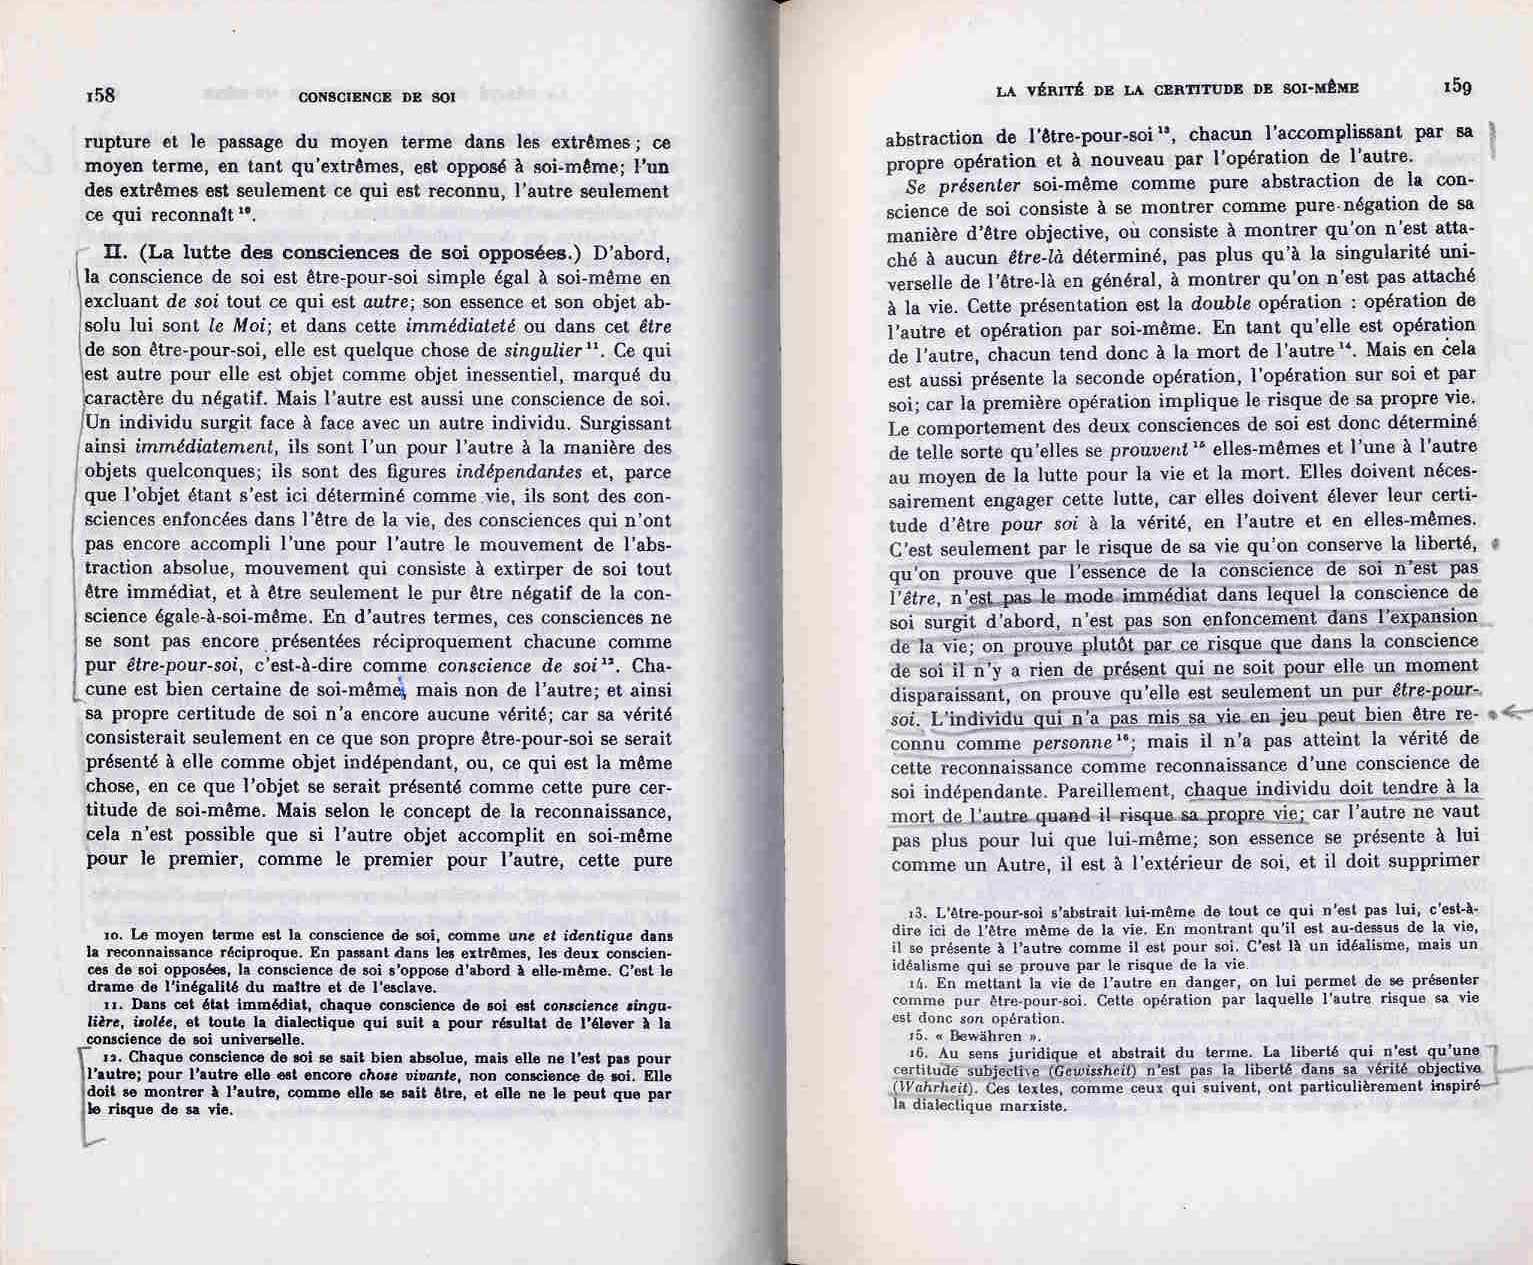 158
CONSCIENCE DE SOI
rupture et le passage du moyen terme dans les extrêmes; ce
moyen terme, en tant qu'extrêmes, est opposé à soi-même; l'un
des extrêmes est seulement ce qui est reconnu, l'autre seulement
ce qui reconnaît¹⁰.
II. (La lutte des consciences de soi opposées.) D'abord,
la conscience de soi est être-pour-soi simple égal à soi-même en
excluant de soi tout ce qui est autre; son essence et son objet ab-
solu lui sont le Moi; et dans cette immédiateté ou dans cet être
de son être-pour-soi, elle est quelque chose de singulier¹¹. Ce qui
est autre pour elle est objet comme objet inessentiel, marqué du
caractère du négatif. Mais l'autre est aussi une conscience de soi.
Un individu surgit face à face avec un autre individu. Surgissant
ainsi immédiatement, ils sont l'un pour l'autre à la manière des
objets quelconques; ils sont des figures indépendantes et, parce
que l'objet étant s'est ici déterminé comme vie, ils sont des con-
sciences enfoncées dans l'être de la vie, des consciences qui n'ont
pas encore accompli l'une pour l'autre le mouvement de l'abs-
traction absolue, mouvement qui consiste à extirper de soi tout
être immédiat, et à être seulement le pur être négatif de la con-
science égale-à-soi-même. En d'autres termes, ces consciences ne
se sont pas encore présentées réciproquement chacune comme
pur être-pour-soi, c'est-à-dire comme conscience de soi¹². Cha-
cune est bien certaine de soi-même, mais non de l'autre; et ainsi
sa propre certitude de soi n'a encore aucune vérité; car sa vérité
consisterait seulement en ce que son propre être-pour-soi se serait
présenté à elle comme objet indépendant, ou, ce qui est la même
chose, en ce que l'objet se serait présenté comme cette pure cer-
titude de soi-même. Mais selon le concept de la reconnaissance,
cela n'est possible que si l'autre objet accomplit en soi-même
pour le premier, comme le premier pour l'autre, cette pure
10. Le moyen terme est la conscience de soi, comme une et identique dans
la reconnaissance réciproque. En passant dans les extrêmes, les deux conscien-
ces de soi opposées, la conscience de soi s'oppose d'abord à elle-même. C'est le
drame de l'inégalité du maître et de l'esclave.
11. Dans cet état immédiat, chaque conscience de soi est conscience singu-
lière, isolée, et toute la dialectique qui suit a pour résultat de l'élever à la
conscience de soi universelle.
12. Chaque conscience de soi se sait bien absolue, mais elle ne l'est pas pour
l'autre; pour l'autre elle est encore chose vivante, non conscience de soi. Elle
doit se montrer à l'autre, comme elle se sait être, et elle ne le peut que par
le risque de sa vie.
LA VÉRITÉ DE LA CERTITUDE DE SOI-MÊME
159
abstraction de l'être-pour-soi¹³, chacun l'accomplissant par sa
propre opération et à nouveau par l'opération de l'autre.
Se présenter soi-même comme pure abstraction de la con-
science de soi consiste à se montrer comme pure négation de sa
manière d'être objective, ou consiste à montrer qu'on n'est atta-
ché à aucun être-là déterminé, pas plus qu'à la singularité uni-
verselle de l'être-là en général, à montrer qu'on n'est pas attaché
à la vie. Cette présentation est la double opération : opération de
l'autre et opération par soi-même. En tant qu'elle est opération
de l'autre, chacun tend donc à la mort de l'autre¹⁴. Mais en cela
est aussi présente la seconde opération, l'opération sur soi et par
soi; car la première opération implique le risque de sa propre vie.
Le comportement des deux consciences de soi est donc déterminé
de telle sorte qu'elles se prouvent¹⁵ elles-mêmes et l'une à l'autre
au moyen de la lutte pour la vie et la mort. Elles doivent néces-
sairement engager cette lutte, car elles doivent élever leur certi-
tude d'être pour soi à la vérité, en l'autre et en elles-mêmes.
C'est seulement par le risque de sa vie qu'on conserve la liberté,
qu'on prouve que l'essence de la conscience de soi n'est pas
l'être, n'est pas le mode immédiat dans lequel la conscience de
soi surgit d'abord, n'est pas son enfoncement dans l'expansion
de la vie; on prouve plutôt par ce risque que dans la conscience
de soi il n'y a rien de présent qui ne soit pour elle un moment
disparaissant, on prouve qu'elle est seulement un pur être-pour-
soi. L'individu qui n'a pas mis sa vie en jeu peut bien être re-
connu comme personne¹⁶; mais il n'a pas atteint la vérité de
cette reconnaissance comme reconnaissance d'une conscience de
soi indépendante. Pareillement, chaque individu doit tendre à la
mort de l'autre quand il risque sa propre vie; car l'autre ne vaut
pas plus pour lui que lui-même; son essence se présente à lui
comme un Autre, il est à l'extérieur de soi, et il doit supprimer
13. L'être-pour-soi s'abstrait lui-même de tout ce qui n'est pas lui, c'est-à-
dire ici de l'être même de la vie. En montrant qu'il est au-dessus de la vie,
il se présente à l'autre comme il est pour soi. C'est là un idéalisme, mais un
idéalisme qui se prouve par le risque de la vie
14. En mettant la vie de l'autre en danger, on lui permet de se présenter
comme pur être-pour-soi. Cette opération par laquelle l'autre risque sa vie
est donc son opération.
15. « Bewähren ».
16. Au sens juridique et abstrait du terme. La liberté qui n'est qu'une
certitude subjective (Gewissheit) n'est pas la liberté dans sa vérité objective
(Wahrheit). Ces textes, comme ceux qui suivent, ont particulièrement inspiré
la dialectique marxiste.